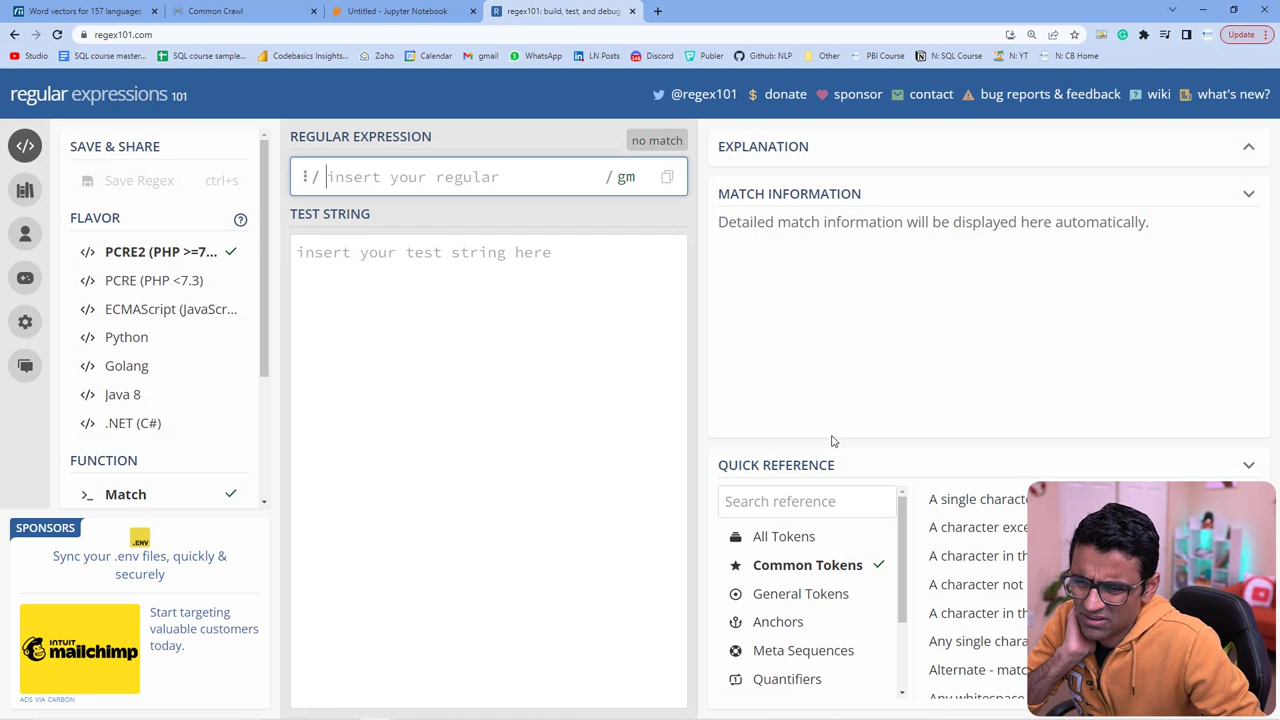 Word vectors for 157 languages
Common Crawl
Untitled - Jupyter Notebook
regex101: build, test, and debug
regex101.com
Update
Studio
SQL course master...
SQL course sample...
Codebasics Insights...
Zoho
Calendar
gmail
WhatsApp
LN Posts
Discord
Publer
Github: NLP
Other
PBI Course
N: SQL Course
N: YT
N: CB Home
regular expressions 101
@regex101
$ donate
sponsor
contact
bug reports & feedback
wiki
what's new?
SAVE & SHARE
Save Regex ctrl+s
FLAVOR
</> PCRE2 (PHP >=7...
</> PCRE (PHP <7.3)
</> ECMAScript (JavaScr...
</> Python
</> Golang
</> Java 8
</> .NET (C#)
FUNCTION
>_ Match
SPONSORS
.ENV
Sync your .env files, quickly &
securely
INTUIT
mailchimp
Start targeting
valuable customers
today.
ADS VIA CARBON
REGULAR EXPRESSION
no match
/ insert your regular / gm
TEST STRING
insert your test string here
EXPLANATION
MATCH INFORMATION
Detailed match information will be displayed here automatically.
QUICK REFERENCE
Search reference
All Tokens
Common Tokens
General Tokens
Anchors
Meta Sequences
Quantifiers
A single characte
A character exce
A character in th
A character not
A character in th
Any single chara
Alternate - matc
Any whitespace